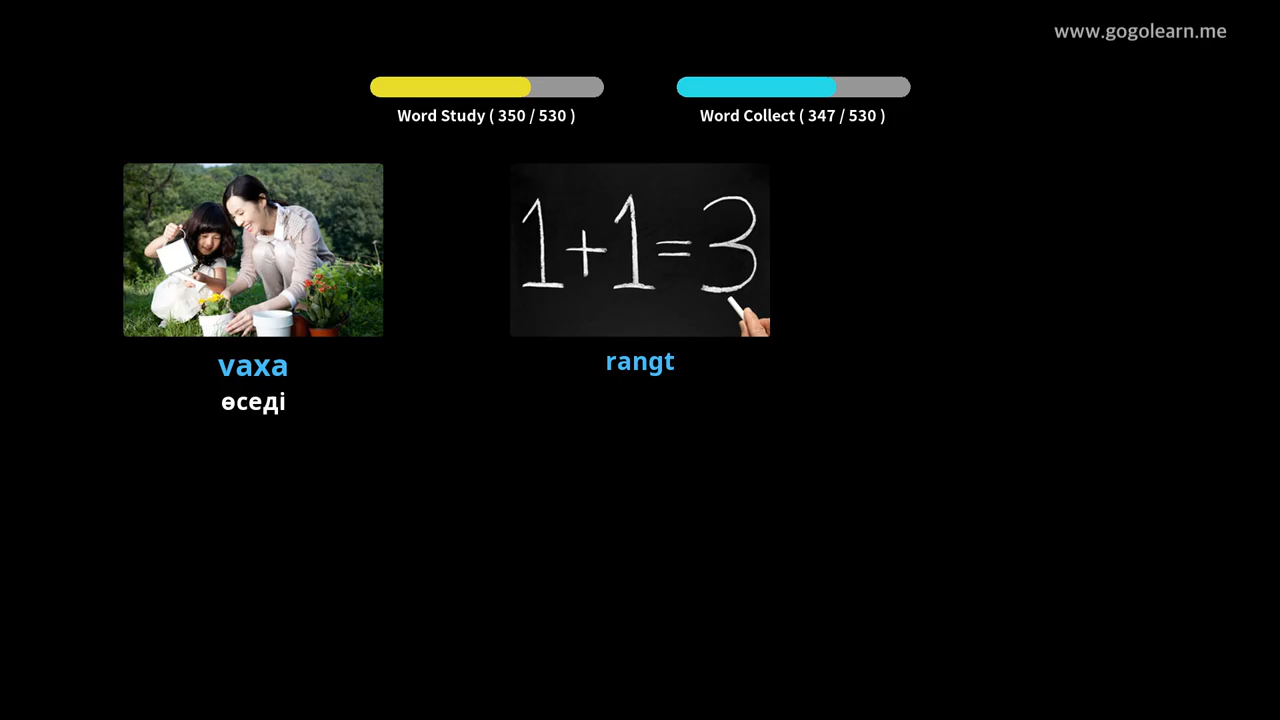 www.gogolearn.me
Word Study ( 350 / 530 )
Word Collect ( 347 / 530 )
1+1=3
vaxa
rangt
өседі